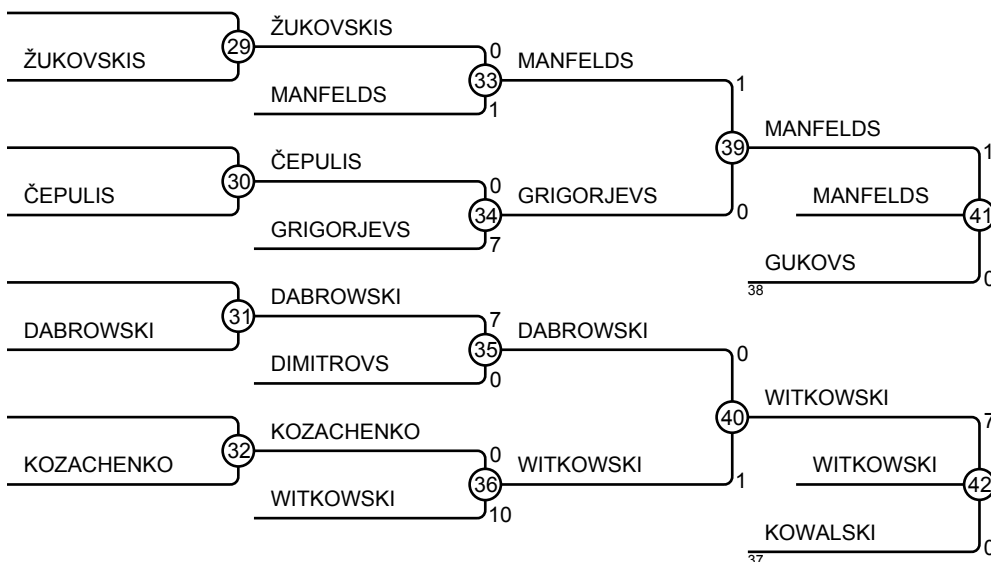 ŽUKOVSKIS
29
ŽUKOVSKIS
MANFELDS
0
33
1
MANFELDS
ČEPULIS
30
ČEPULIS
GRIGORJEVS
0
34
7
GRIGORJEVS
1
39
0
MANFELDS
MANFELDS
GUKOVS
38
1
41
0
DABROWSKI
31
DABROWSKI
DIMITROVS
7
35
0
DABROWSKI
KOZACHENKO
32
KOZACHENKO
WITKOWSKI
0
36
10
WITKOWSKI
0
40
1
WITKOWSKI
WITKOWSKI
KOWALSKI
37
7
42
0